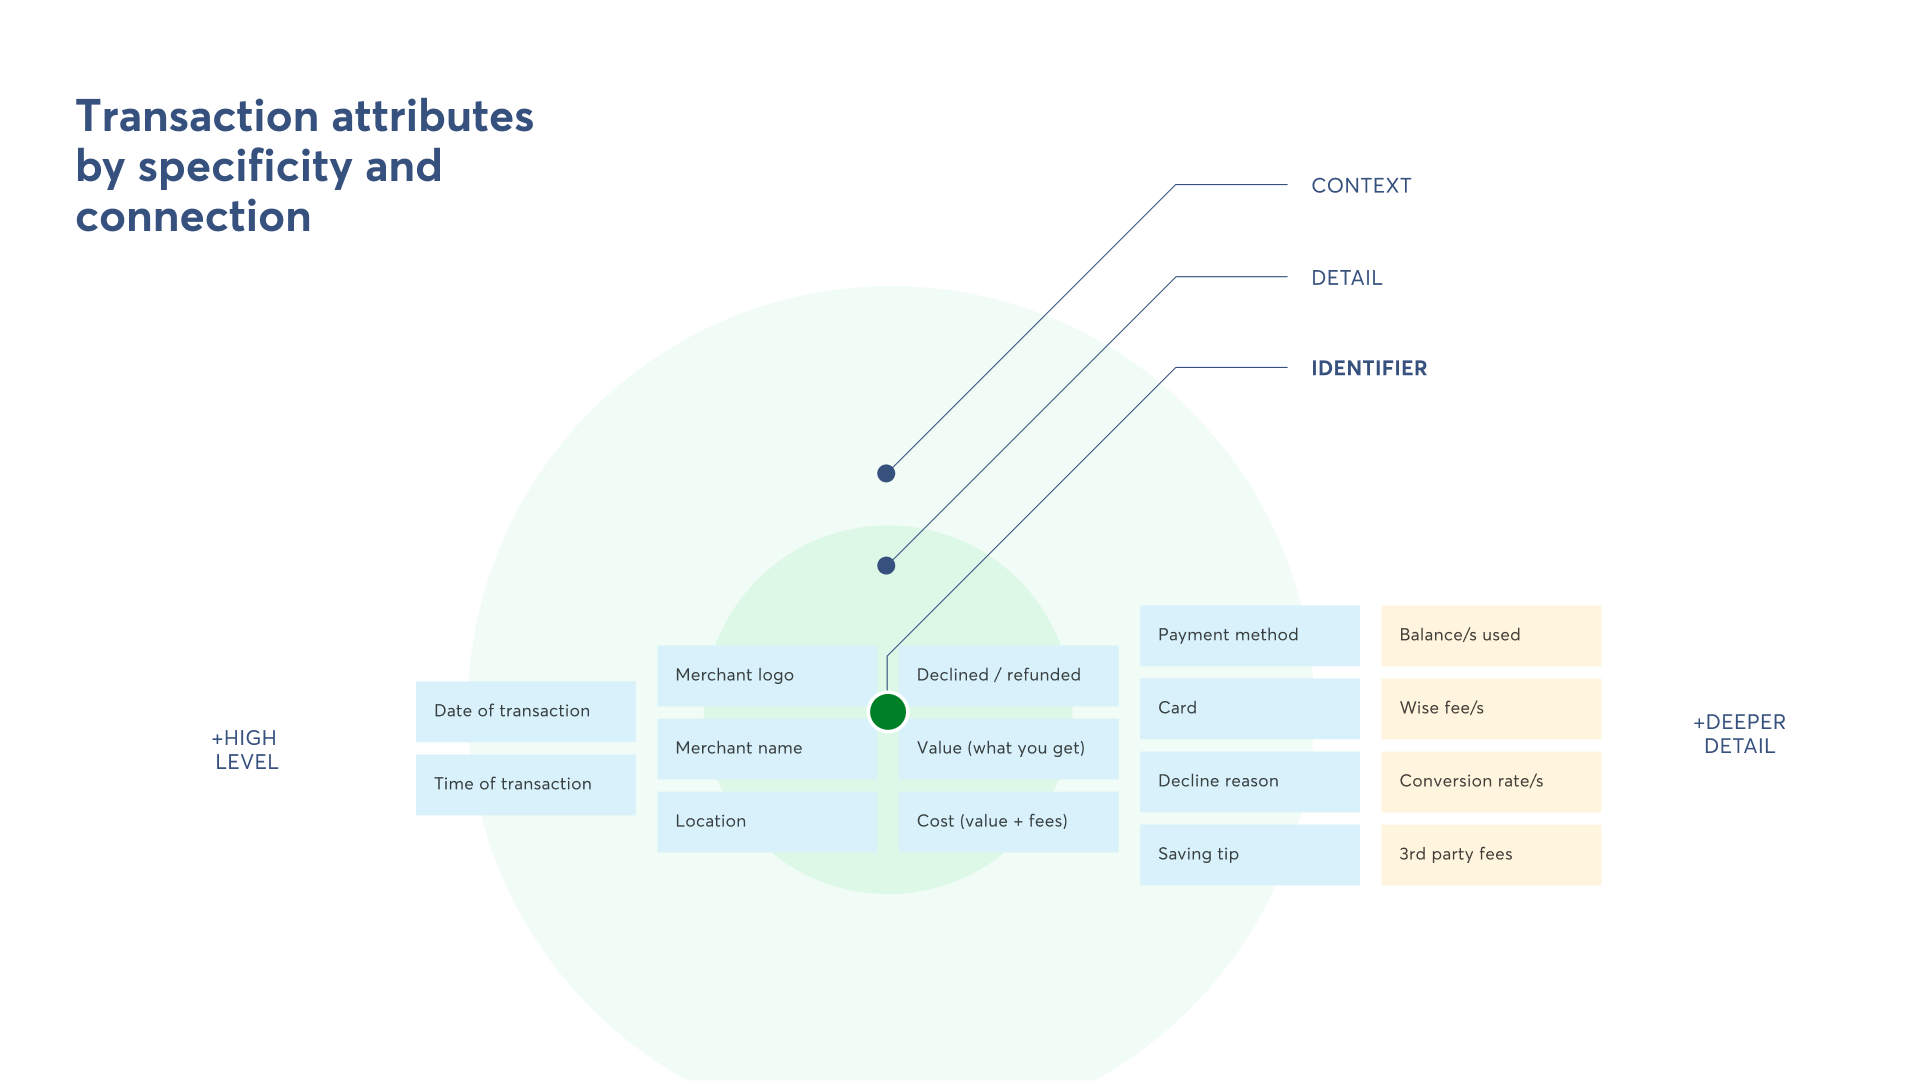 Transaction attributes
by specificity and
connection
CONTEXT
DETAIL
IDENTIFIER
+HIGH
LEVEL
Date of transaction
Time of transaction
Merchant logo
Merchant name
Location
Declined / refunded
Value (what you get)
Cost (value + fees)
Payment method
Card
Decline reason
Saving tip
Balance/s used
Wise fee/s
Conversion rate/s
3rd party fees
+DEEPER
DETAIL